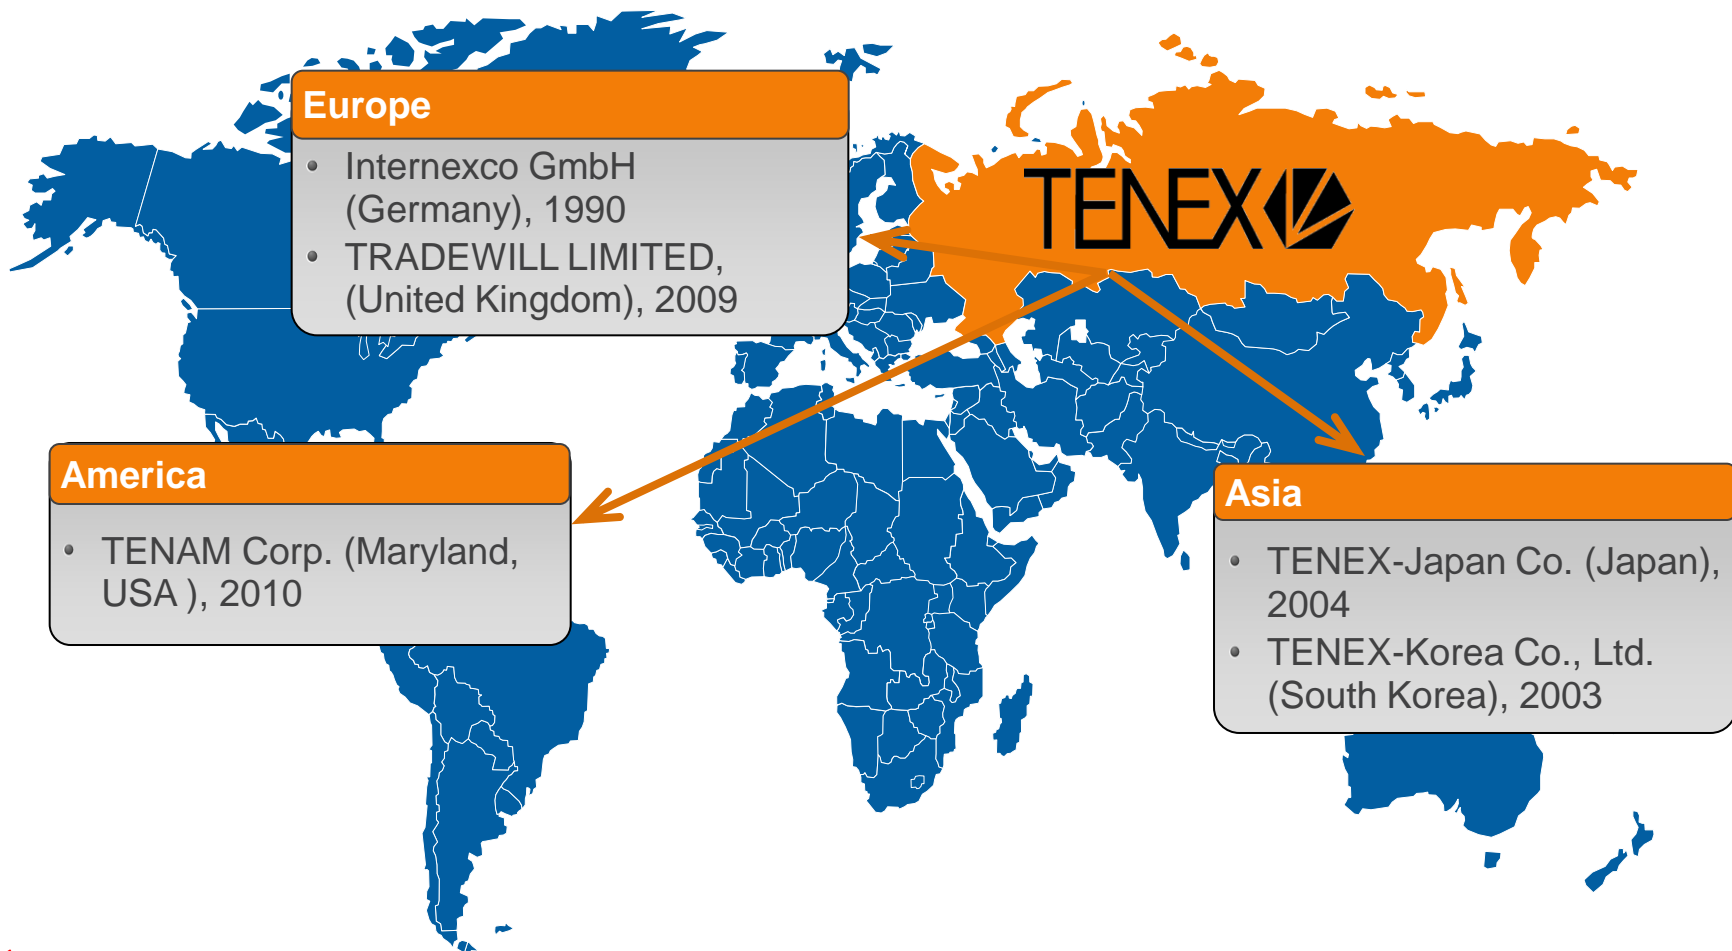 Europe
• Internexco GmbH
(Germany), 1990
• TRADEWILL LIMITED,
(United Kingdom), 2009
TENEX
America
• TENAM Corp. (Maryland,
USA ), 2010
Asia
• TENEX-Japan Co. (Japan),
2004
• TENEX-Korea Co., Ltd.
(South Korea), 2003